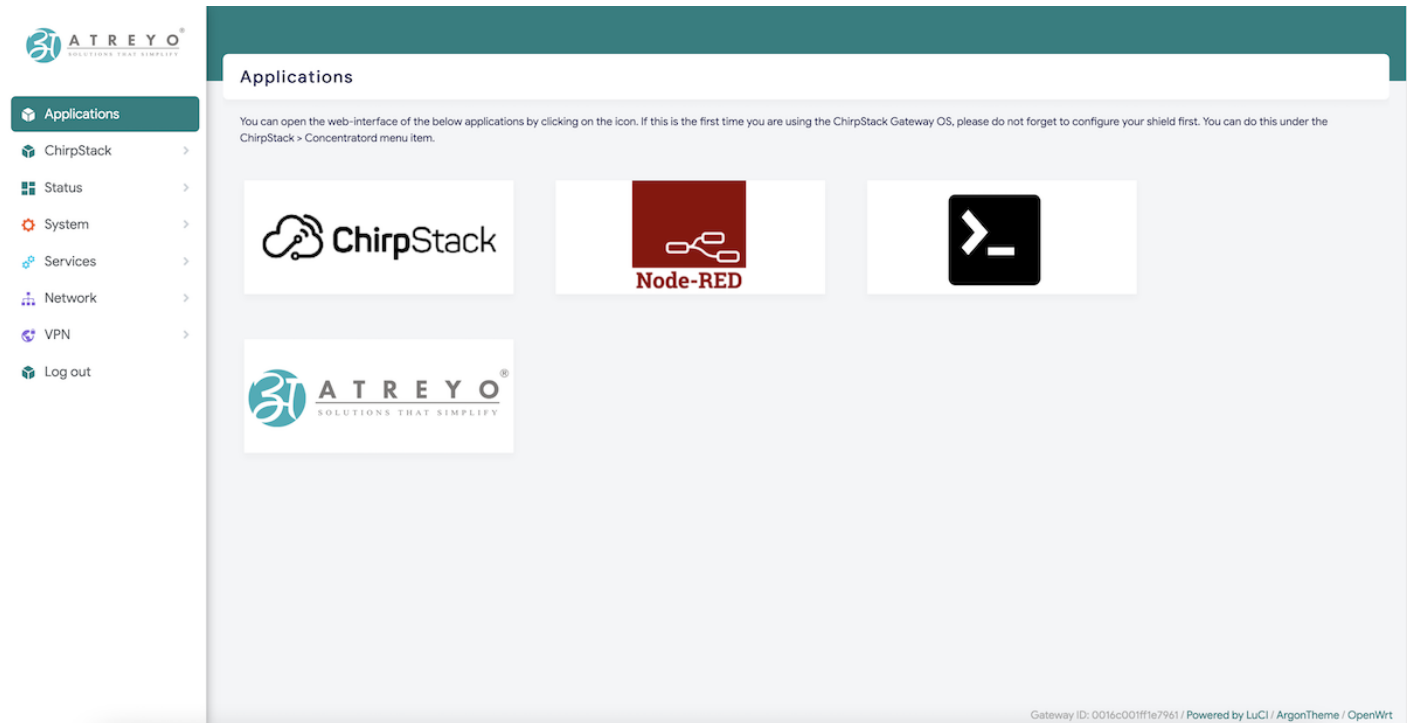 ATREYO®
SOLUTIONS THAT SIMPLIFY
Applications
ChirpStack
Status
System
Services
Network
VPN
Log out
Applications
You can open the web-interface of the below applications by clicking on the icon. If this is the first time you are using the ChirpStack Gateway OS, please do not forget to configure your shield first. You can do this under the
ChirpStack > Concentratord menu item.
ChirpStack
Node-RED
>_
ATREYO®
SOLUTIONS THAT SIMPLIFY
Gateway ID: 0016c001ff1e7961 / Powered by LuCI / ArgonTheme / OpenWrt